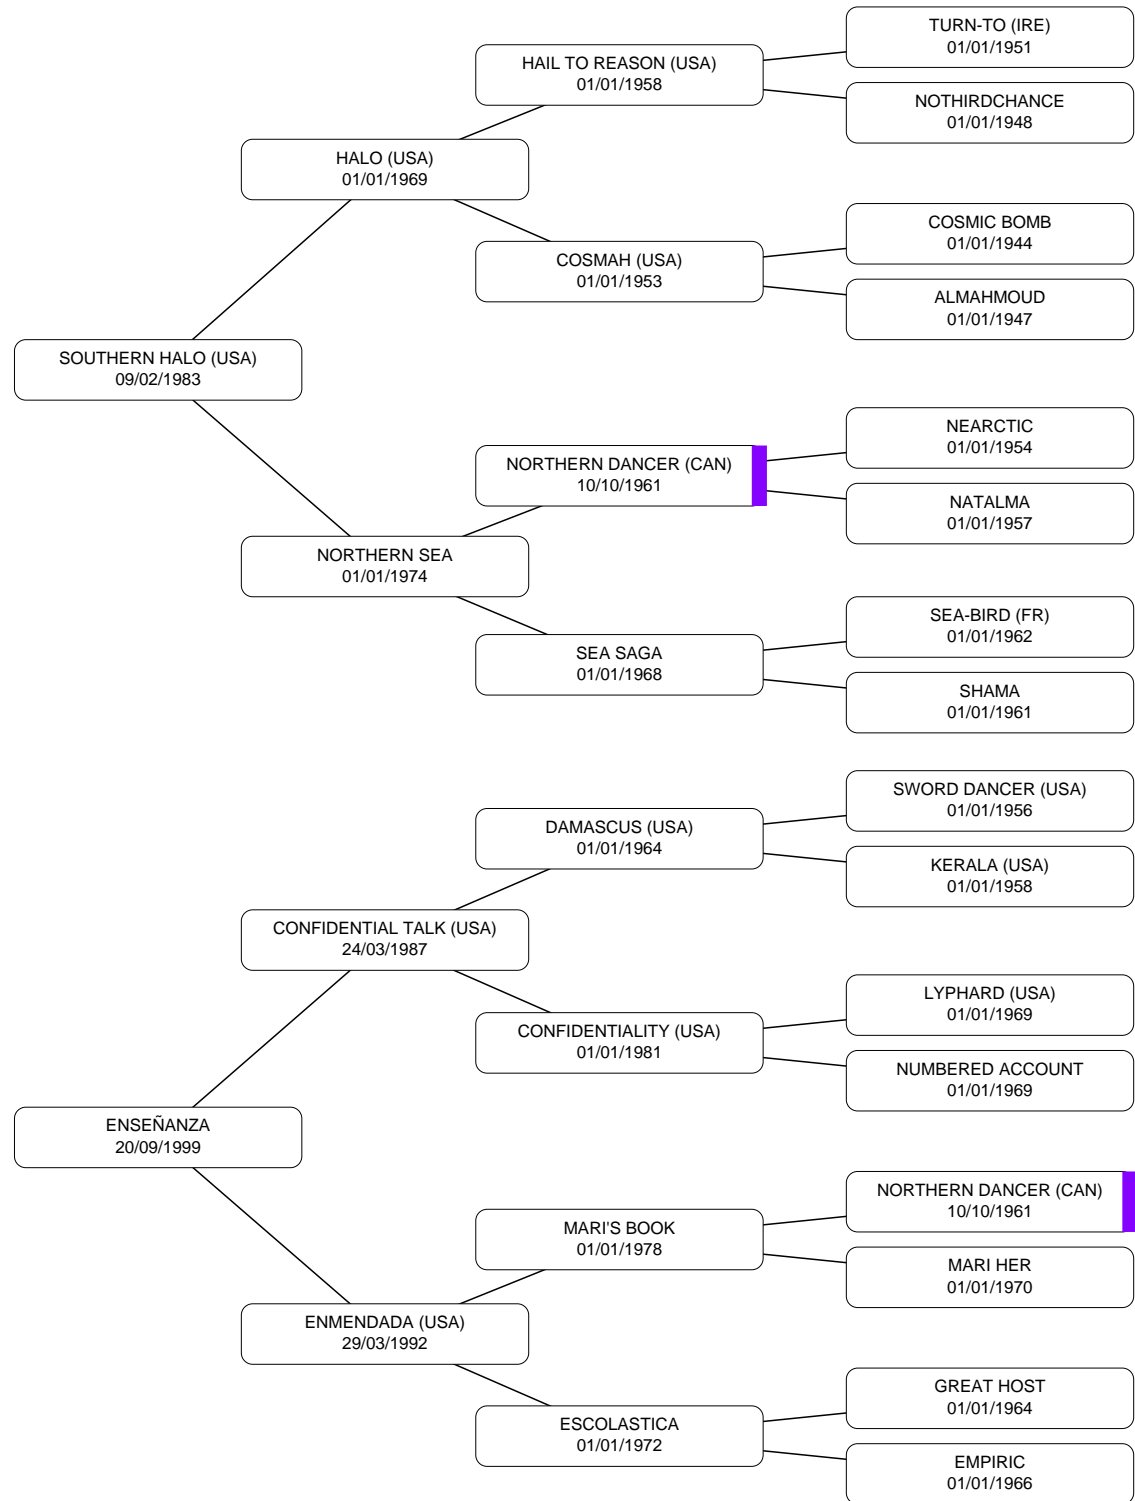 TURN-TO (IRE)
01/01/1951
HAIL TO REASON (USA)
01/01/1958
NOTHIRDCHANCE
01/01/1948
HALO (USA)
01/01/1969
COSMIC BOMB
01/01/1944
COSMAH (USA)
01/01/1953
ALMAHMOUD
01/01/1947
SOUTHERN HALO (USA)
09/02/1983
NEARCTIC
01/01/1954
NORTHERN DANCER (CAN)
10/10/1961
NATALMA
01/01/1957
NORTHERN SEA
01/01/1974
SEA-BIRD (FR)
01/01/1962
SEA SAGA
01/01/1968
SHAMA
01/01/1961
SWORD DANCER (USA)
01/01/1956
DAMASCUS (USA)
01/01/1964
KERALA (USA)
01/01/1958
CONFIDENTIAL TALK (USA)
24/03/1987
LYPHARD (USA)
01/01/1969
CONFIDENTIALITY (USA)
01/01/1981
NUMBERED ACCOUNT
01/01/1969
ENSEÑANZA
20/09/1999
NORTHERN DANCER (CAN)
10/10/1961
MARI'S BOOK
01/01/1978
MARI HER
01/01/1970
ENMENDADA (USA)
29/03/1992
GREAT HOST
01/01/1964
ESCOLASTICA
01/01/1972
EMPIRIC
01/01/1966